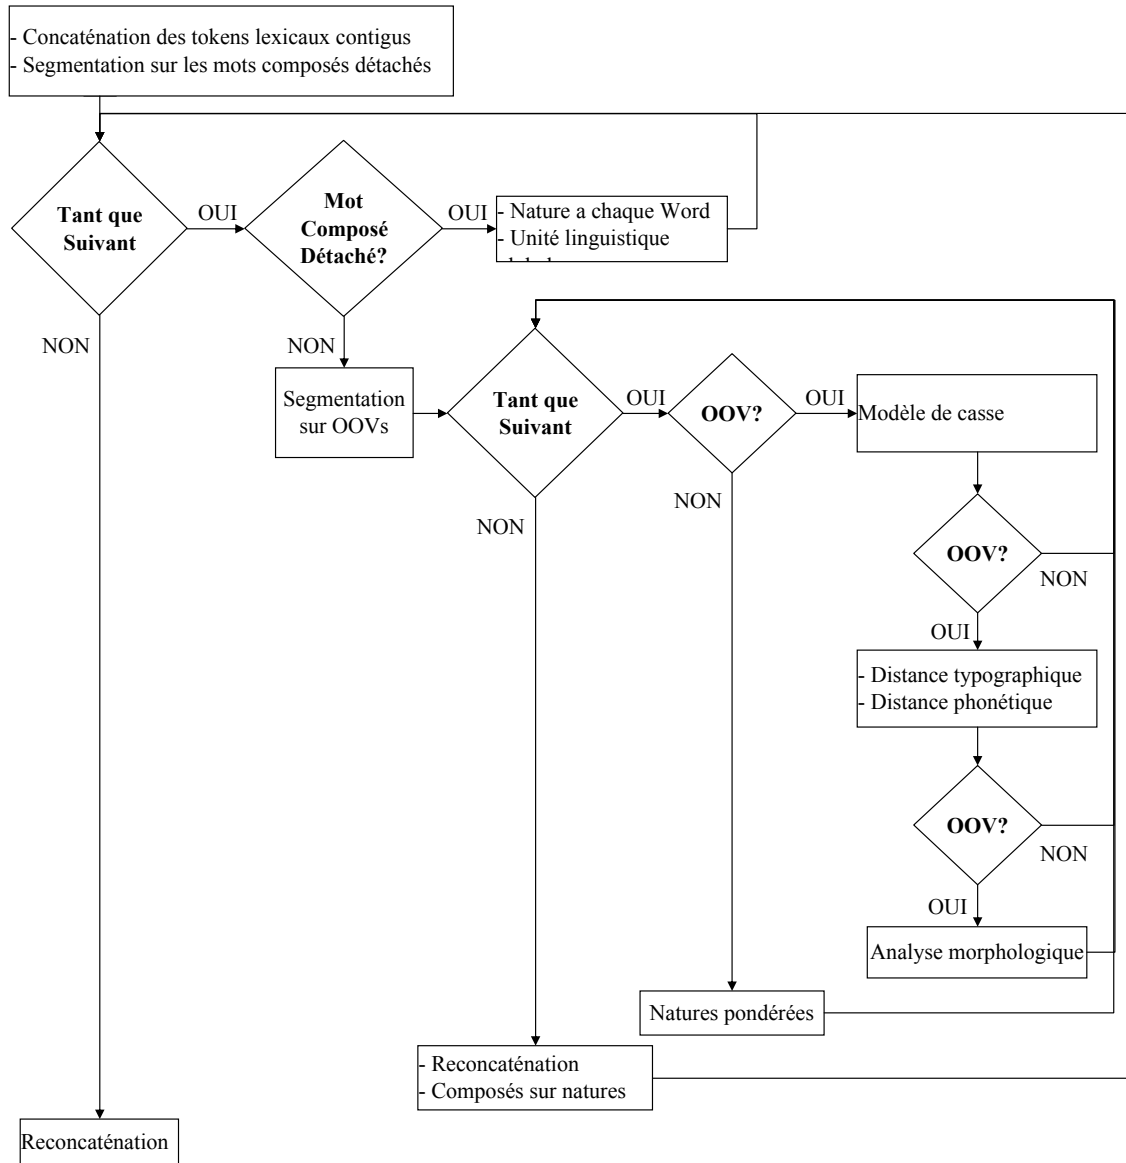 - Concaténation des tokens lexicaux contigus
- Segmentation sur les mots composés détachés
Tant que
Suivant
OUI
Mot
Composé
Détaché?
OUI
- Nature a chaque Word
- Unité linguistique
NON
NON
Segmentation
sur OOVs
Tant que
Suivant
OUI
OOV?
OUI
Modèle de casse
NON
NON
OOV?
NON
OUI
- Distance typographique
- Distance phonétique
OOV?
NON
OUI
Analyse morphologique
Natures pondérées
- Reconcaténation
- Composés sur natures
Reconcaténation